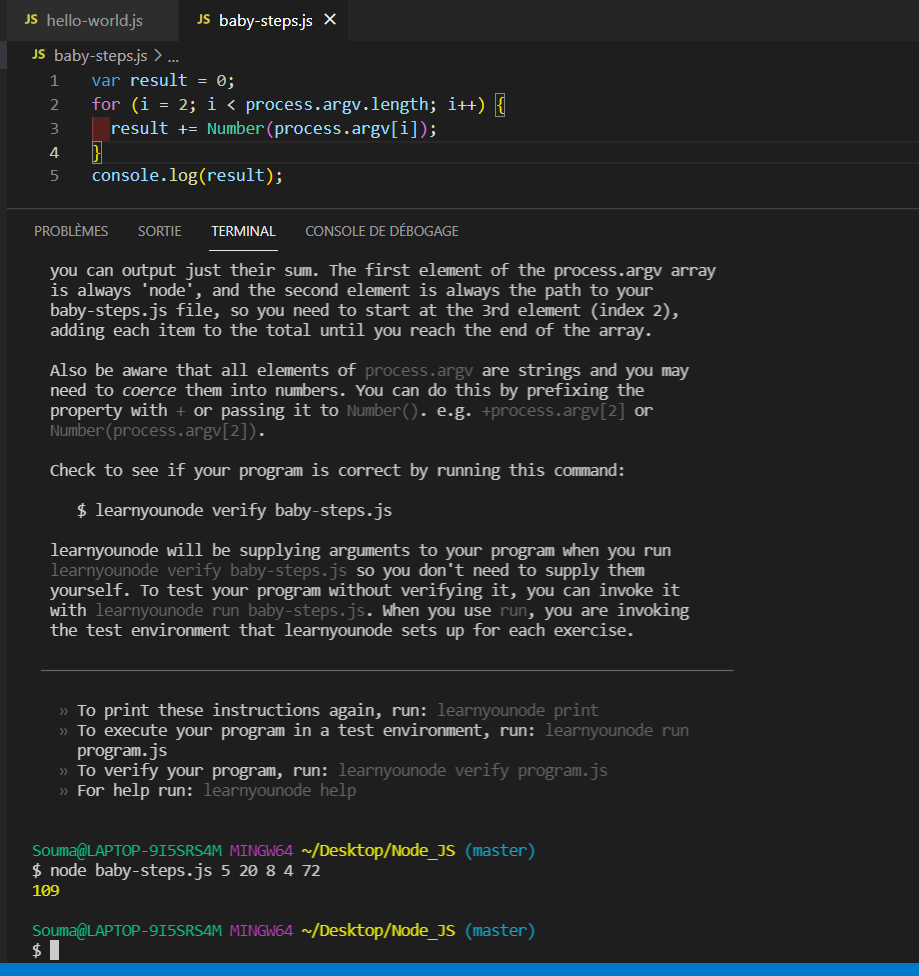 JS hello-world.js JS baby-steps.js ×
JS baby-steps.js > ...
1 var result = 0;
2 for (i = 2; i < process.argv.length; i++) {
3 result += Number(process.argv[i]);
4 }
5 console.log(result);
PROBLÈMES SORTIE TERMINAL CONSOLE DE DÉBOGAGE
you can output just their sum. The first element of the process.argv array
is always 'node', and the second element is always the path to your
baby-steps.js file, so you need to start at the 3rd element (index 2),
adding each item to the total until you reach the end of the array.
Also be aware that all elements of process.argv are strings and you may
need to coerce them into numbers. You can do this by prefixing the
property with + or passing it to Number(). e.g. +process.argv[2] or
Number(process.argv[2]).
Check to see if your program is correct by running this command:
$ learnyounode verify baby-steps.js
learnyounode will be supplying arguments to your program when you run
learnyounode verify baby-steps.js so you don't need to supply them
yourself. To test your program without verifying it, you can invoke it
with learnyounode run baby-steps.js. When you use run, you are invoking
the test environment that learnyounode sets up for each exercise.
» To print these instructions again, run: learnyounode print
» To execute your program in a test environment, run: learnyounode run
program.js
» To verify your program, run: learnyounode verify program.js
» For help run: learnyounode help
Souma@LAPTOP-9I5SRS4M MINGW64 ~/Desktop/Node_JS (master)
$ node baby-steps.js 5 20 8 4 72
109
Souma@LAPTOP-9I5SRS4M MINGW64 ~/Desktop/Node_JS (master)
$